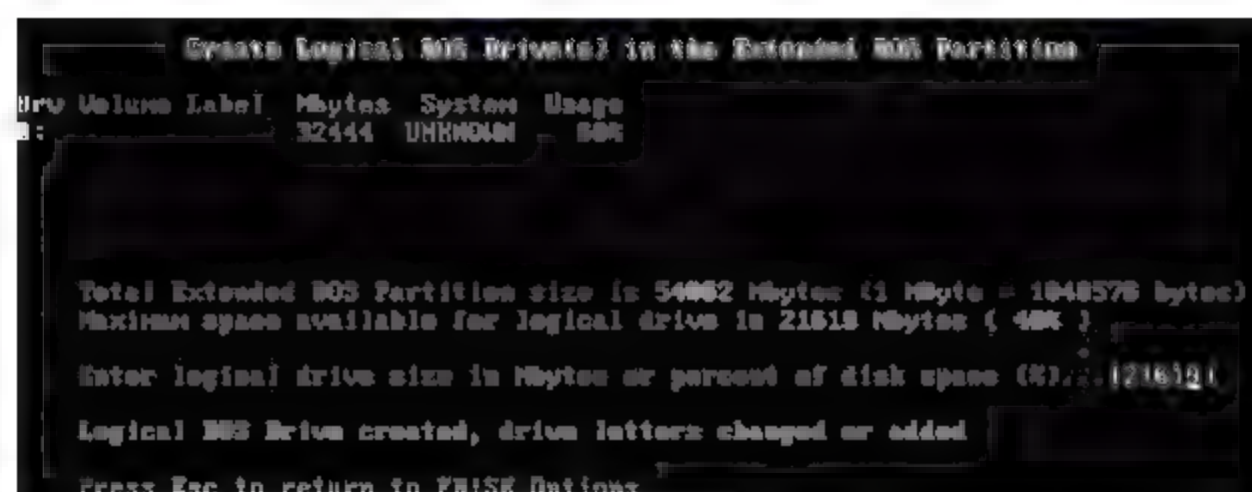 Create Logical DOS Drive(s) in the Extended DOS Partition
Drv Volume Label Mbytes System Usage
D: 32444 UNKNOWN 60%
Total Extended DOS Partition size is 54062 Mbytes (1 MByte = 1048576 bytes)
Maximum space available for logical drive is 21618 Mbytes ( 40% )
Enter logical drive size in Mbytes or percent of disk space (%)...[21618]
Logical DOS Drive created, drive letters changed or added
Press Esc to return to FDISK Options